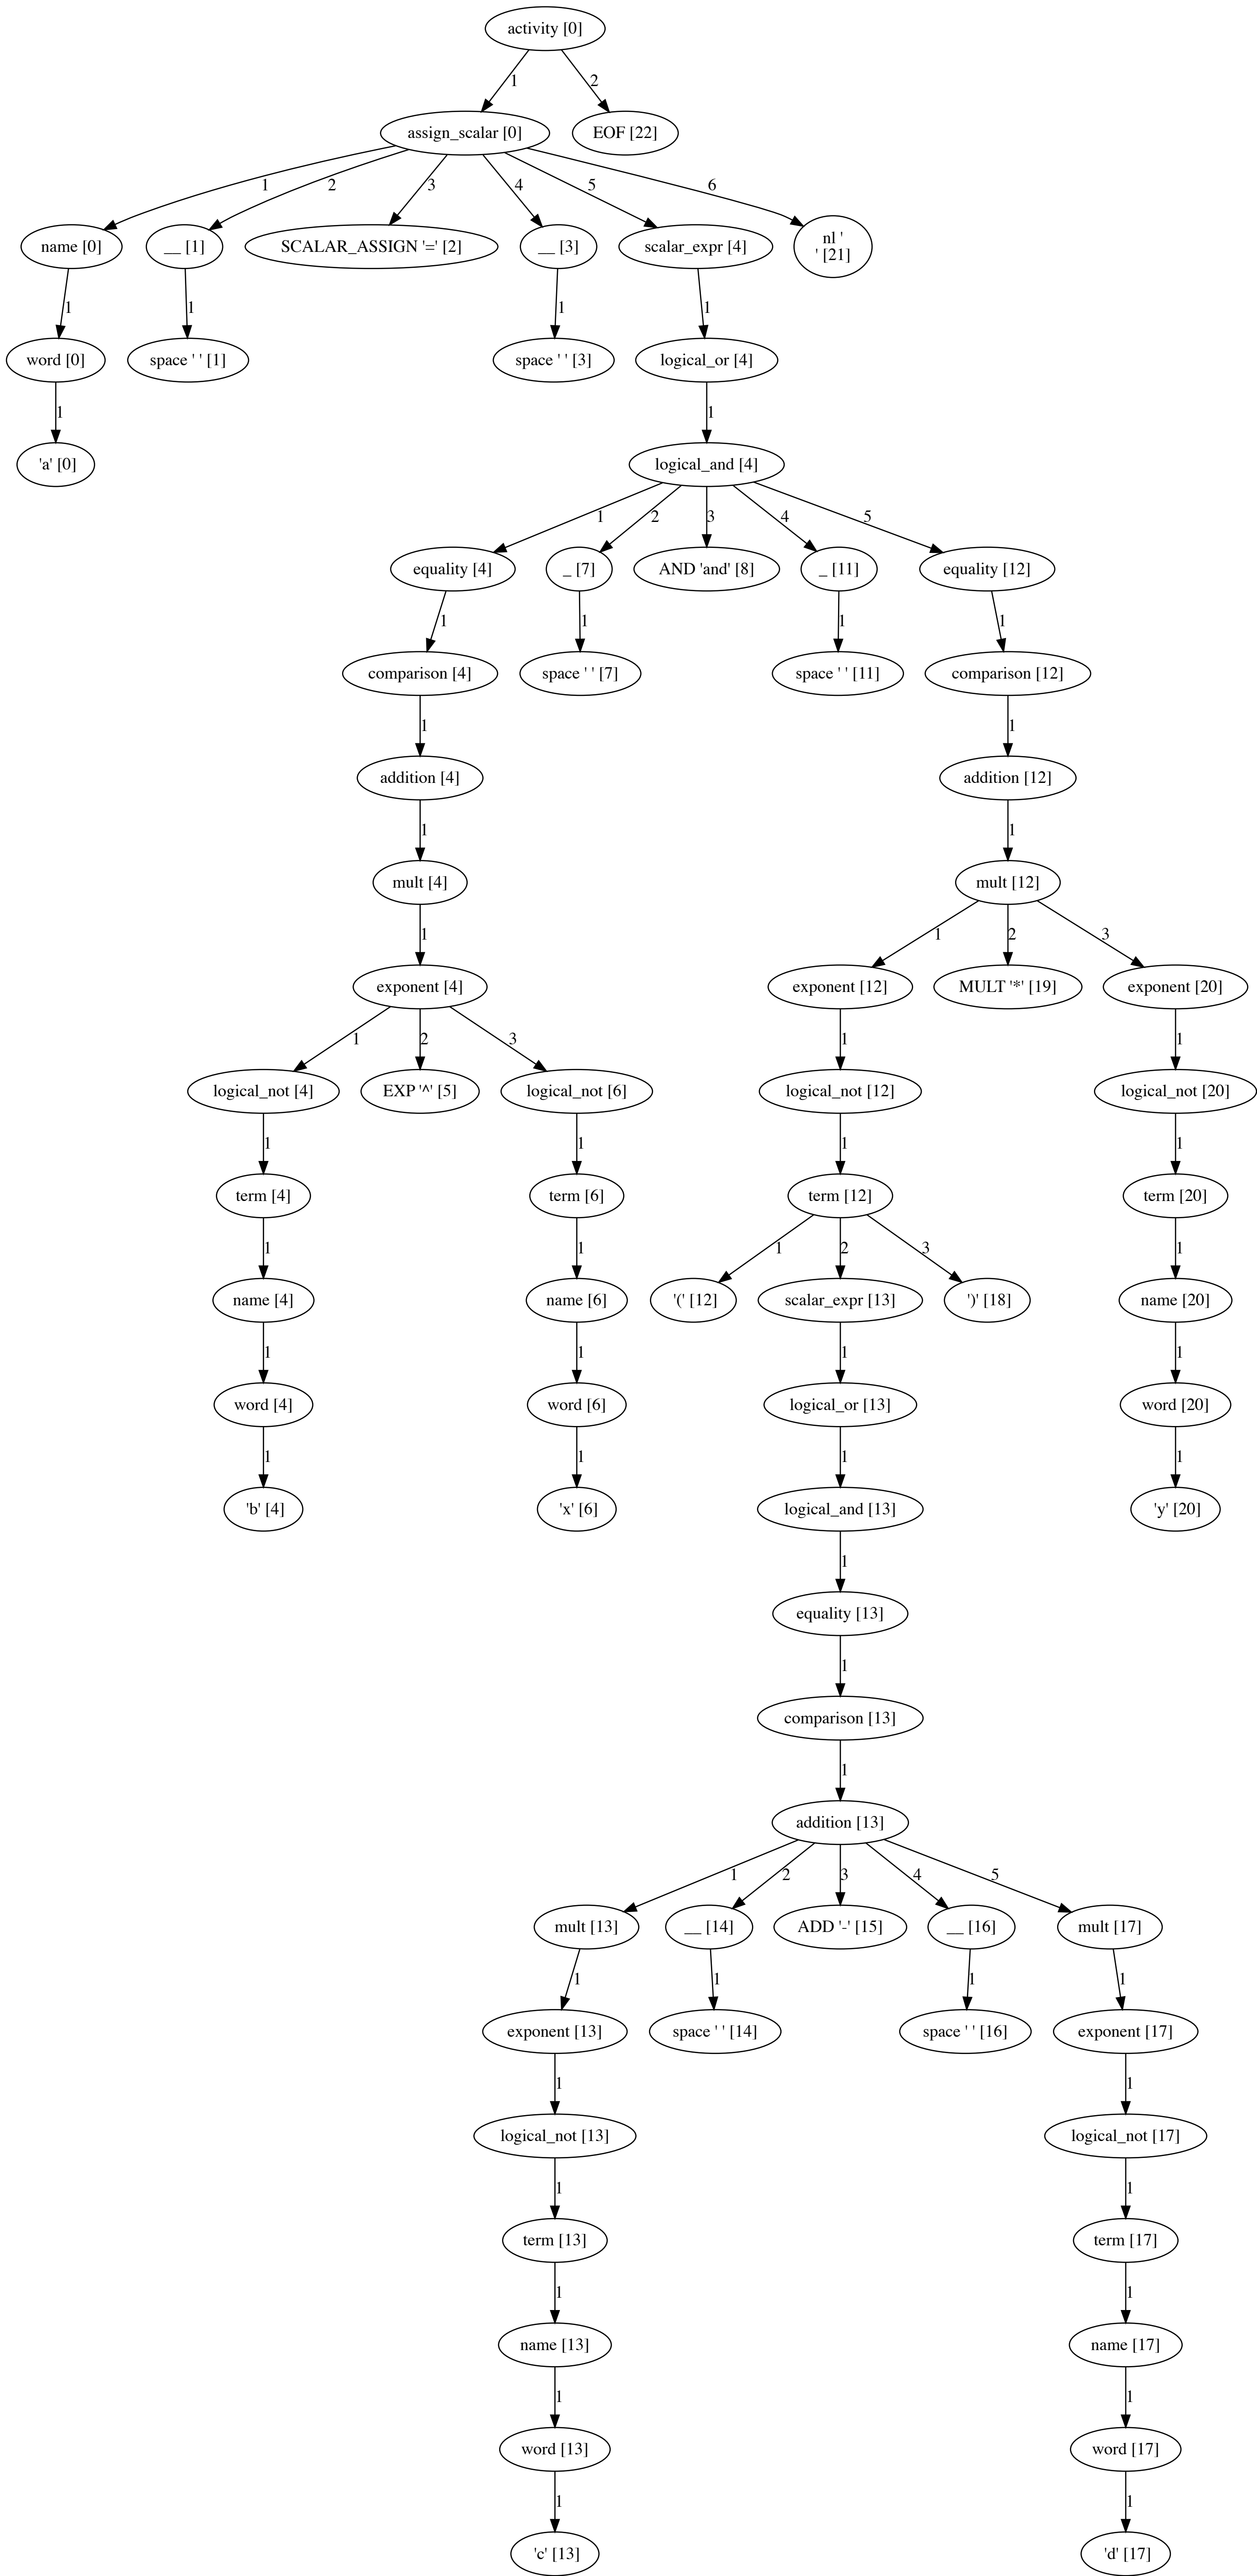 activity [0]
1 2
assign_scalar [0] EOF [22]
1 2 3 4 5 6
name [0] __ [1] SCALAR_ASSIGN '=' [2] __ [3] scalar_expr [4] nl '
' [21]
1 1 1 1
word [0] space ' ' [1] space ' ' [3] logical_or [4]
1 1
'a' [0] logical_and [4]
1 2 3 4 5
equality [4] _ [7] AND 'and' [8] _ [11] equality [12]
1 1 1 1
comparison [4] space ' ' [7] space ' ' [11] comparison [12]
1 1
addition [4] addition [12]
1 1
mult [4] mult [12]
1 1 2 3
exponent [4] exponent [12] MULT '*' [19] exponent [20]
1 2 3 1 1
logical_not [4] EXP '^' [5] logical_not [6] logical_not [12] logical_not [20]
1 1 1 1
term [4] term [6] term [12] term [20]
1 1 1 2 3 1
name [4] name [6] '(' [12] scalar_expr [13] ')' [18] name [20]
1 1 1 1
word [4] word [6] logical_or [13] word [20]
1 1 1 1
'b' [4] 'x' [6] logical_and [13] 'y' [20]
1
equality [13]
1
comparison [13]
1
addition [13]
1 2 3 4 5
mult [13] __ [14] ADD '-' [15] __ [16] mult [17]
1 1 1 1
exponent [13] space ' ' [14] space ' ' [16] exponent [17]
1 1
logical_not [13] logical_not [17]
1 1
term [13] term [17]
1 1
name [13] name [17]
1 1
word [13] word [17]
1 1
'c' [13] 'd' [17]